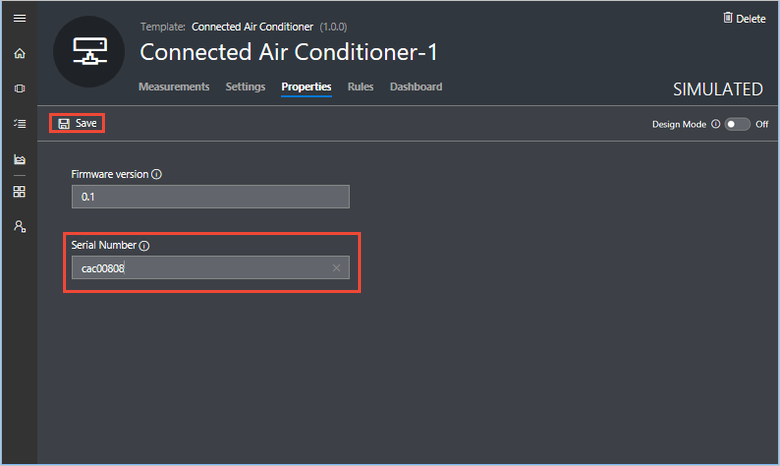 Template: Connected Air Conditioner (1.0.0)
Delete
Connected Air Conditioner-1
Measurements Settings Properties Rules Dashboard
SIMULATED
Save
Design Mode Off
Firmware version
0.1
Serial Number
cac00808